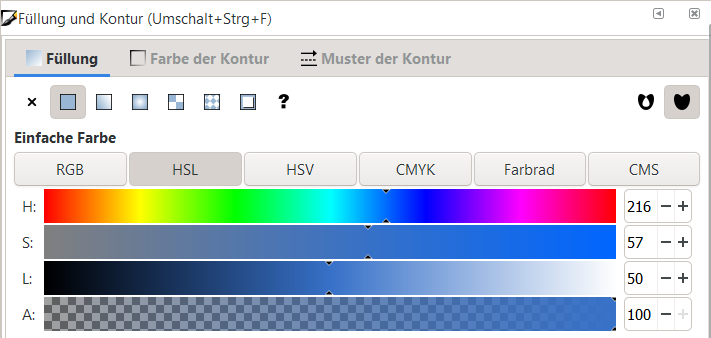 Füllung und Kontur (Umschalt+Strg+F)
Füllung Farbe der Kontur Muster der Kontur
?
Einfache Farbe
RGB HSL HSV CMYK Farbrad CMS
H: 216 − +
S: 57 − +
L: 50 − +
A: 100 − +